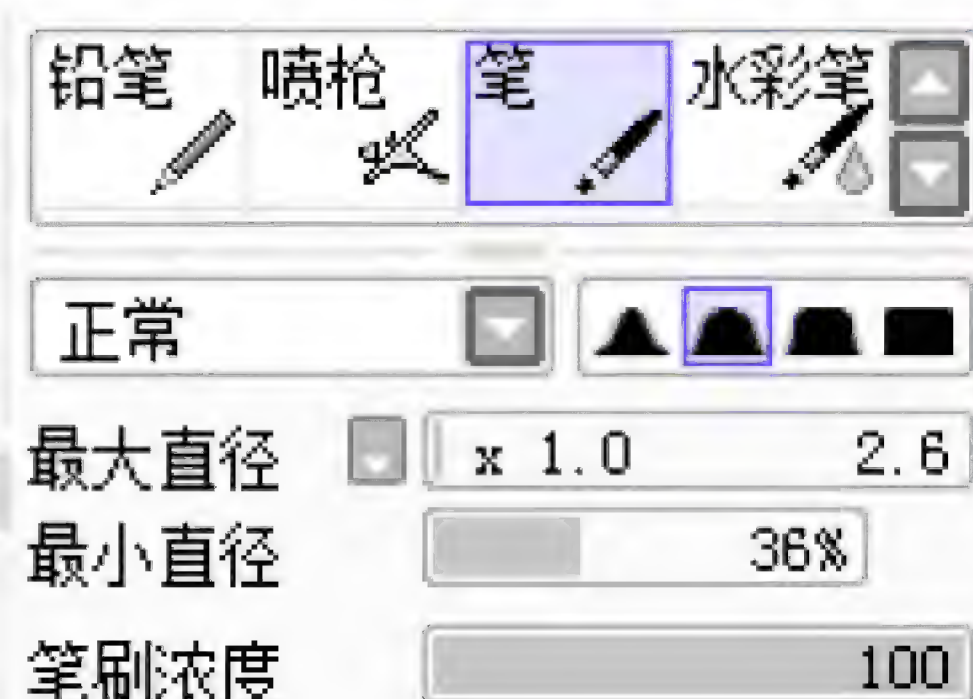 铅笔 喷枪 笔 水彩笔
正常
最大直径 x 1.0 2.6
最小直径 36%
笔刷浓度 100